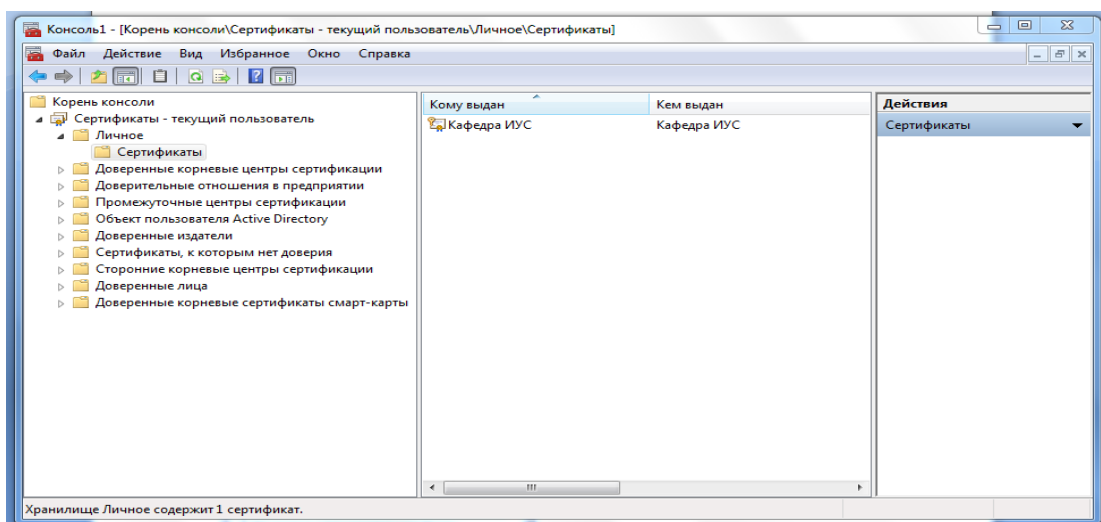 Консоль1 - [Корень консоли\Сертификаты - текущий пользователь\Личное\Сертификаты]
Файл Действие Вид Избранное Окно Справка
Корень консоли
Сертификаты - текущий пользователь
Личное
Сертификаты
Доверенные корневые центры сертификации
Доверительные отношения в предприятии
Промежуточные центры сертификации
Объект пользователя Active Directory
Доверенные издатели
Сертификаты, к которым нет доверия
Сторонние корневые центры сертификации
Доверенные лица
Доверенные корневые сертификаты смарт-карты
Кому выдан Кем выдан
Кафедра ИУС Кафедра ИУС
Действия
Сертификаты
Хранилище Личное содержит 1 сертификат.